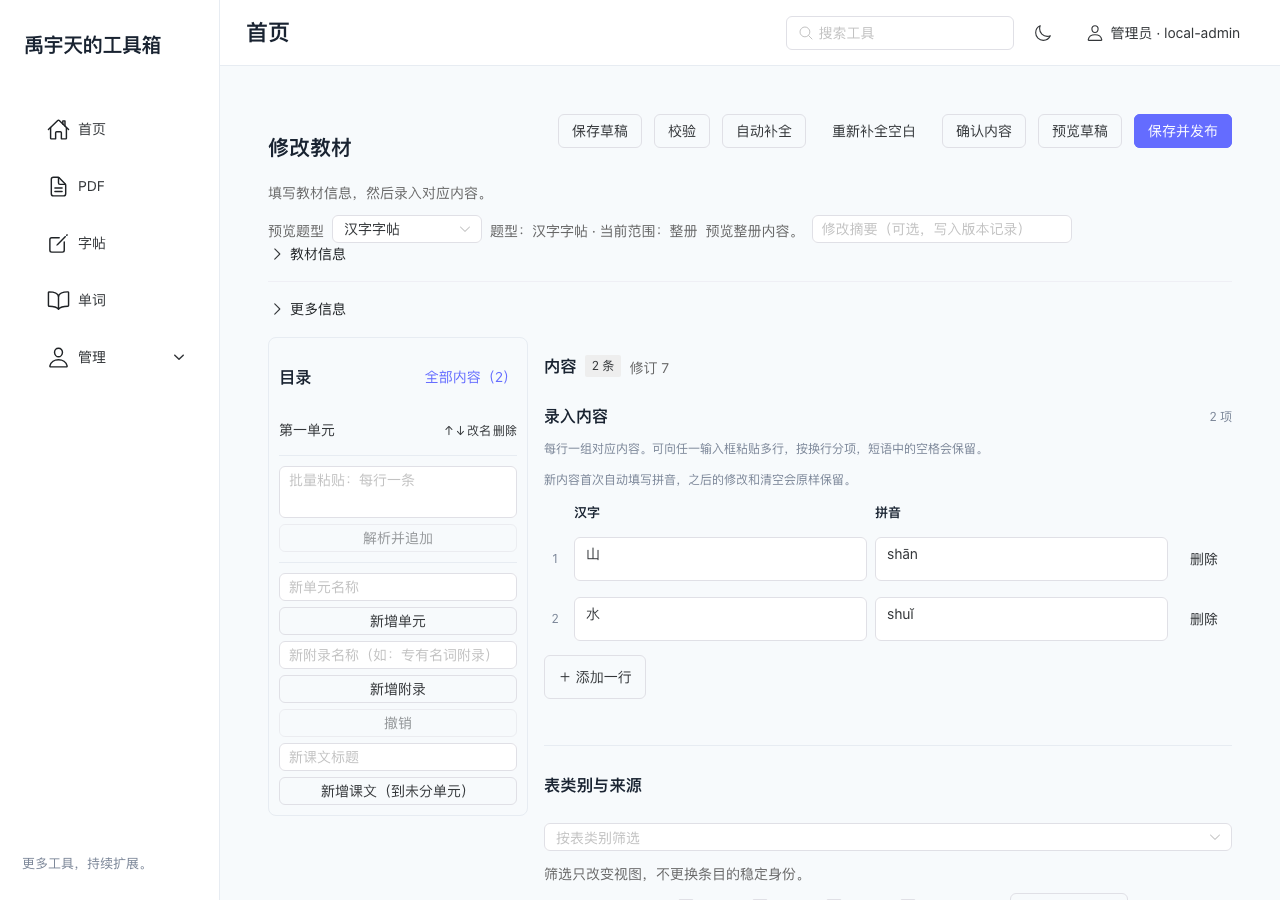 禹宇天的工具箱
首页
PDF
字帖
单词
管理
更多工具，持续扩展。
首页
搜索工具
管理员 · local-admin
修改教材
保存草稿 校验 自动补全 重新补全空白 确认内容 预览草稿 保存并发布
填写教材信息，然后录入对应内容。
预览题型 汉字字帖 题型：汉字字帖 · 当前范围：整册 预览整册内容。 修改摘要（可选，写入版本记录）
教材信息
更多信息
目录 全部内容（2）
第一单元 ↑↓改名删除
批量粘贴：每行一条
解析并追加
新单元名称
新增单元
新附录名称（如：专有名词附录）
新增附录
撤销
新课文标题
新增课文（到未分单元）
内容 2 条 修订 7
录入内容 2 项
每行一组对应内容。可向任一输入框粘贴多行，按换行分项，短语中的空格会保留。
新内容首次自动填写拼音，之后的修改和清空会原样保留。
汉字 拼音
1 山 shān 删除
2 水 shuǐ 删除
+ 添加一行
表类别与来源
按表类别筛选
筛选只改变视图，不更换条目的稳定身份。